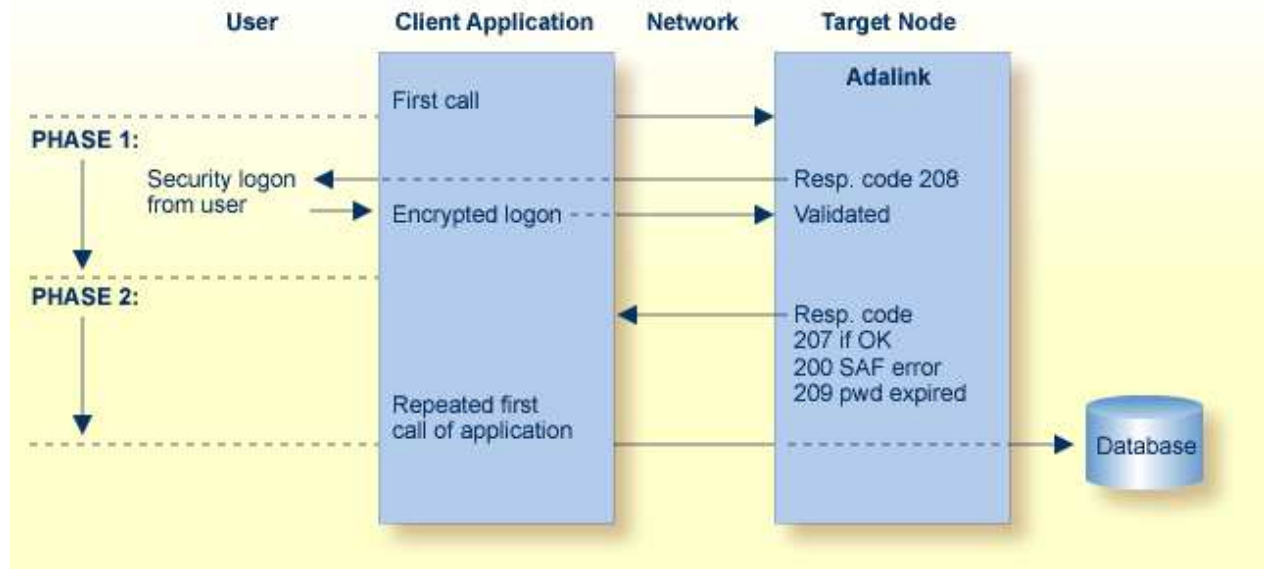 User Client Application Network Target Node
Adalink
First call
PHASE 1:
Security logon
from user
Resp. code 208
Encrypted logon
Validated
PHASE 2:
Resp. code
207 if OK
200 SAF error
209 pwd expired
Repeated first
call of application
Database